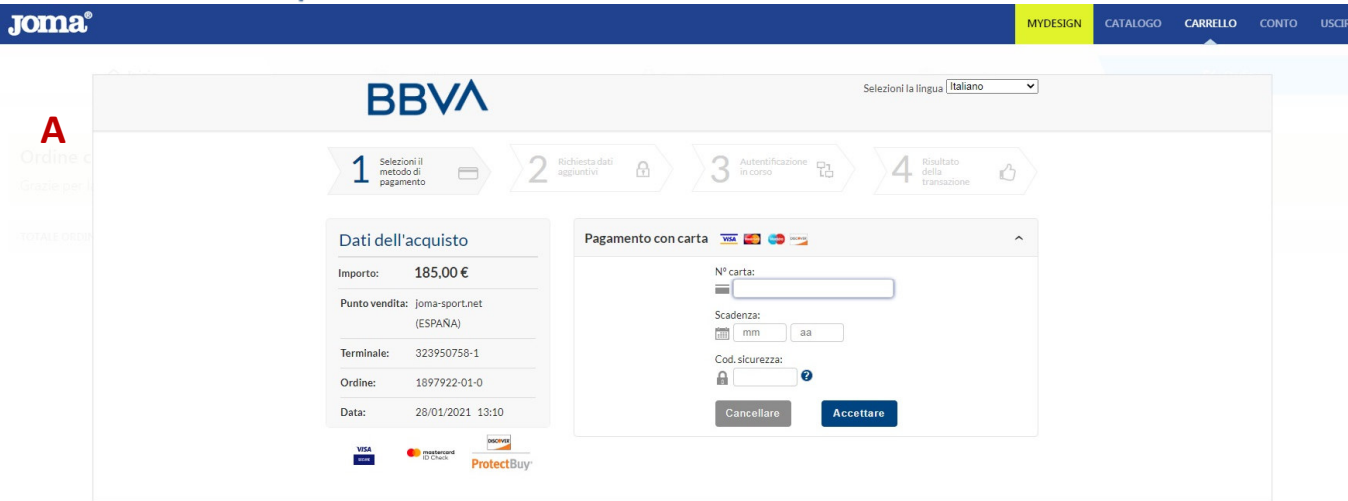 Joma®
MYDESIGN CATALOGO CARRELLO CONTO USCIR
BBVA
Selezioni la lingua Italiano
A
Ordine c
1 Selezioni il
metodo di
pagamento
2 Richiesta dati
aggiuntivi
3 Autentificazione
in corso
4 Risultato
della
transazione
Dati dell'acquisto
Importo: 185,00 €
Punto vendita: joma-sport.net
(ESPAÑA)
Terminale: 323950758-1
Ordine: 1897922-01-0
Data: 28/01/2021 13:10
VISA
mastercard
ID Check
DISCOVER
ProtectBuy
Pagamento con carta VISA
Nº carta:
Scadenza:
mm aa
Cod. sicurezza:
?
Cancellare Accettare